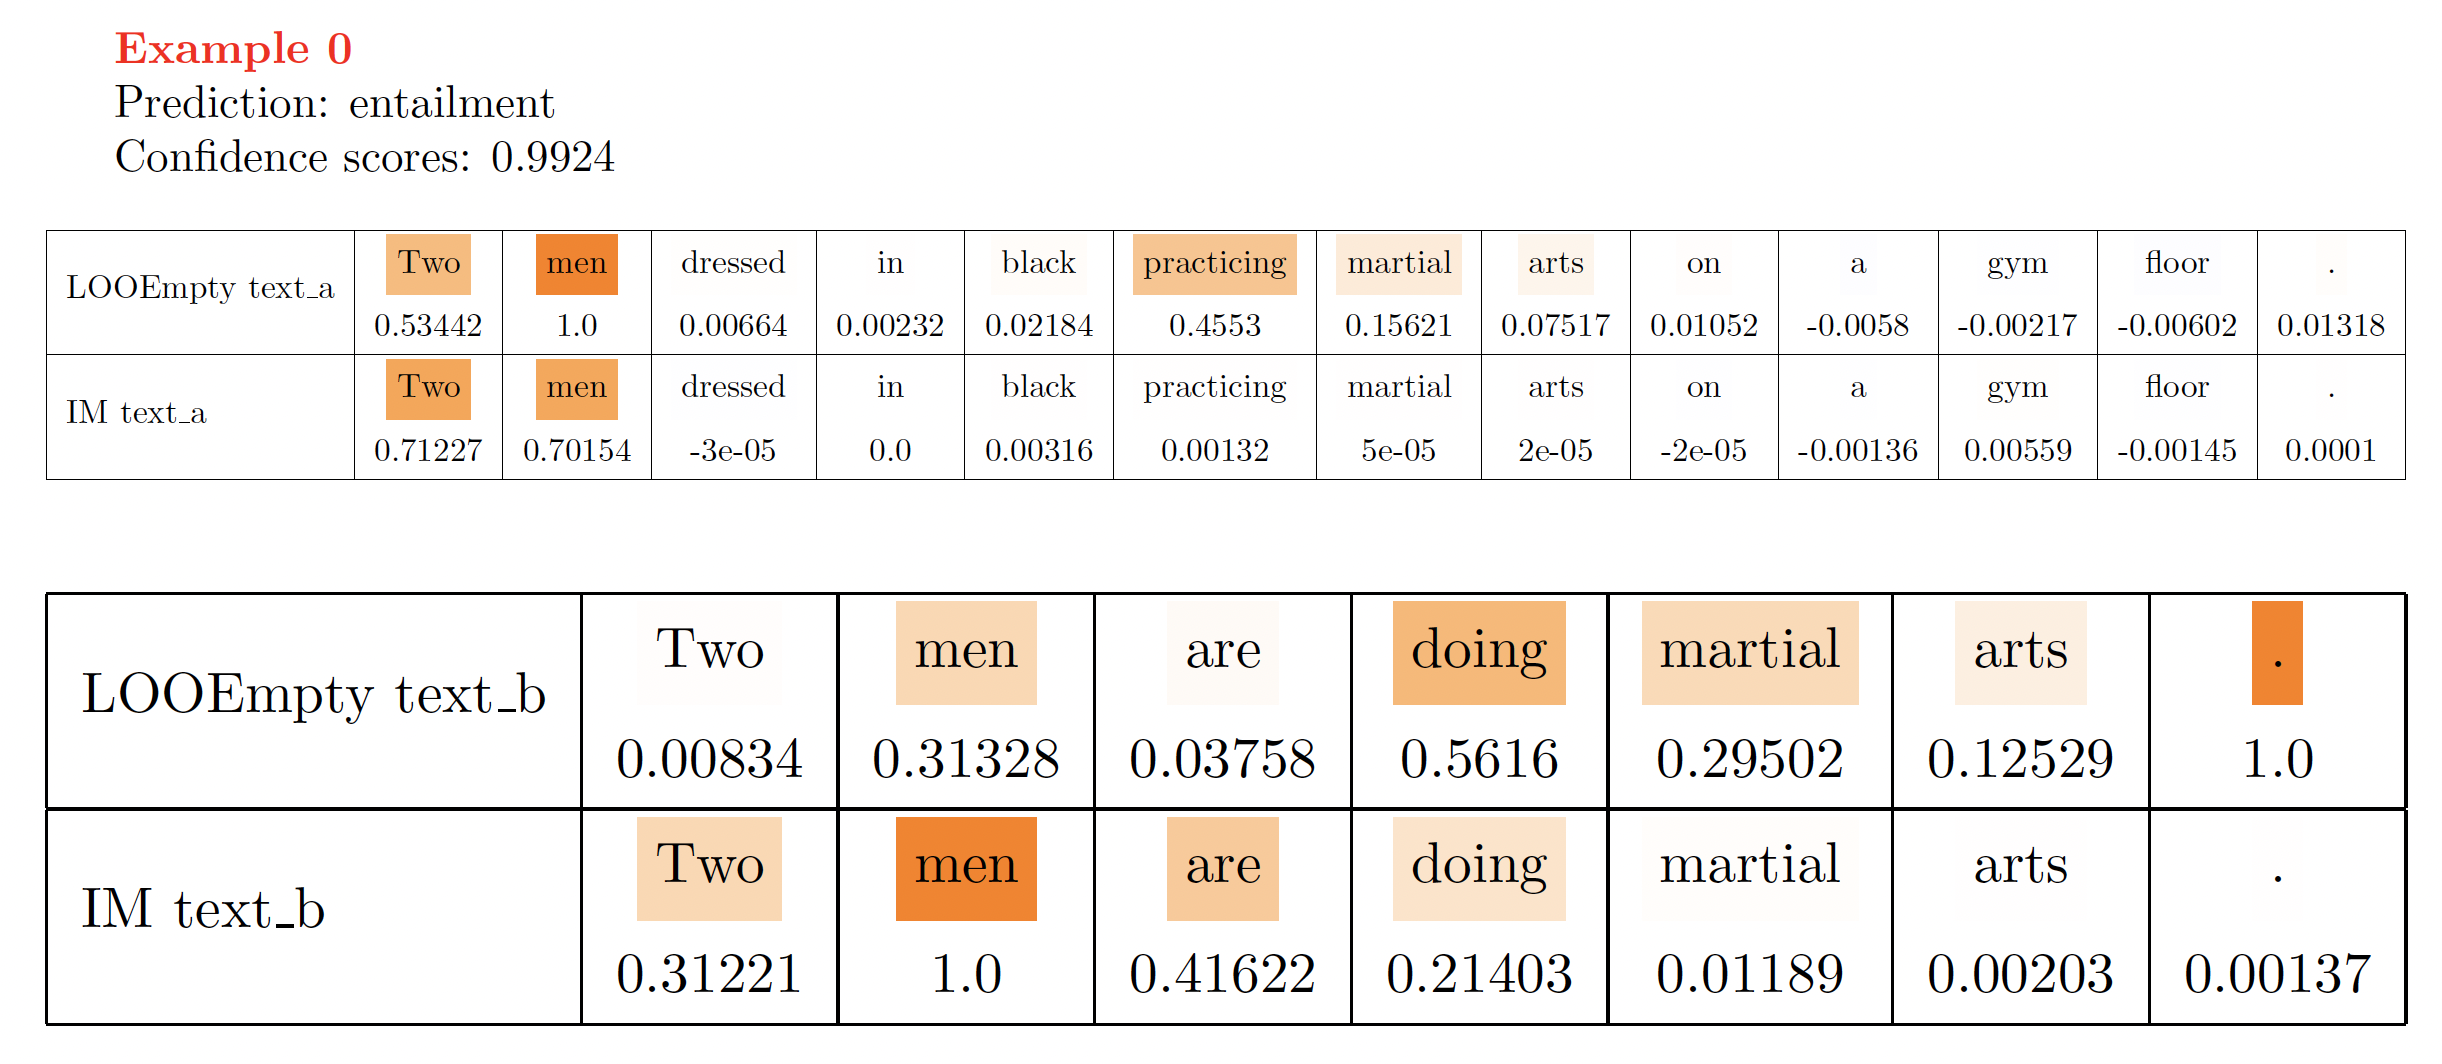 Example 0
Prediction: entailment
Confidence scores: 0.9924
LOOEmpty text_a Two men dressed in black practicing martial arts on a gym floor .
0.53442 1.0 0.00664 0.00232 0.02184 0.4553 0.15621 0.07517 0.01052 -0.0058 -0.00217 -0.00602 0.01318
IM text_a Two men dressed in black practicing martial arts on a gym floor .
0.71227 0.70154 -3e-05 0.0 0.00316 0.00132 5e-05 2e-05 -2e-05 -0.00136 0.00559 -0.00145 0.0001
LOOEmpty text_b Two men are doing martial arts .
0.00834 0.31328 0.03758 0.5616 0.29502 0.12529 1.0
IM text_b Two men are doing martial arts .
0.31221 1.0 0.41622 0.21403 0.01189 0.00203 0.00137